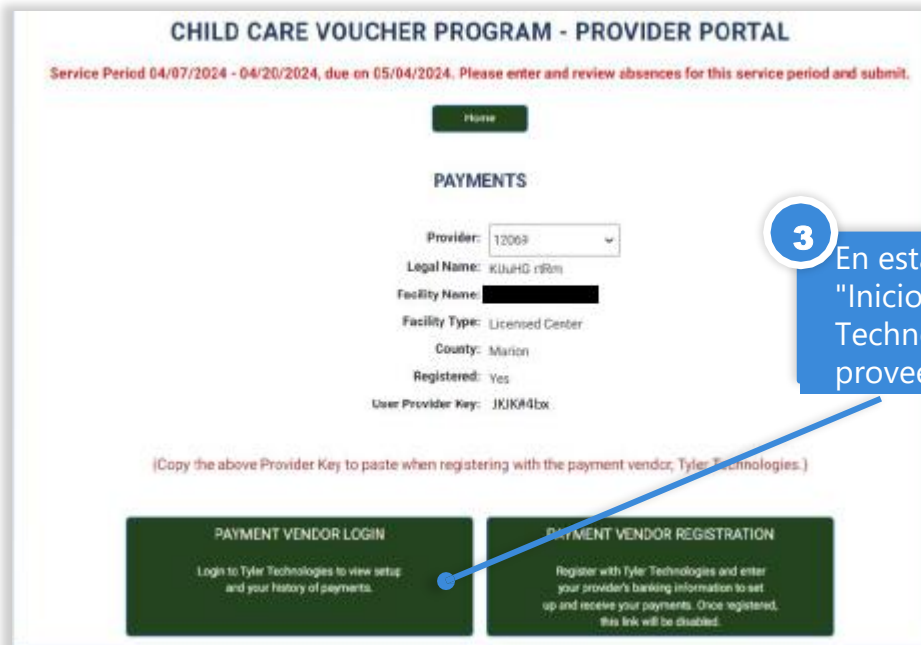 CHILD CARE VOUCHER PROGRAM - PROVIDER PORTAL
Service Period 04/07/2024 - 04/20/2024, due on 05/04/2024. Please enter and review absences for this service period and submit.
Home
PAYMENTS
Provider: 12069
Legal Name:
Facility Name:
Facility Type: Licensed Center
County: Marion
Registered: Yes
User Provider Key: JKJK#4bx
(Copy the above Provider Key to paste when registering with the payment vendor, Tyler Technologies.)
3
En esta
"Inicio
Techno
provee
PAYMENT VENDOR LOGIN
Login to Tyler Technologies to view setup
and your history of payments.
PAYMENT VENDOR REGISTRATION
Register with Tyler Technologies and enter
your provider's banking information to set
up and receive your payments. Once registered,
this link will be disabled.